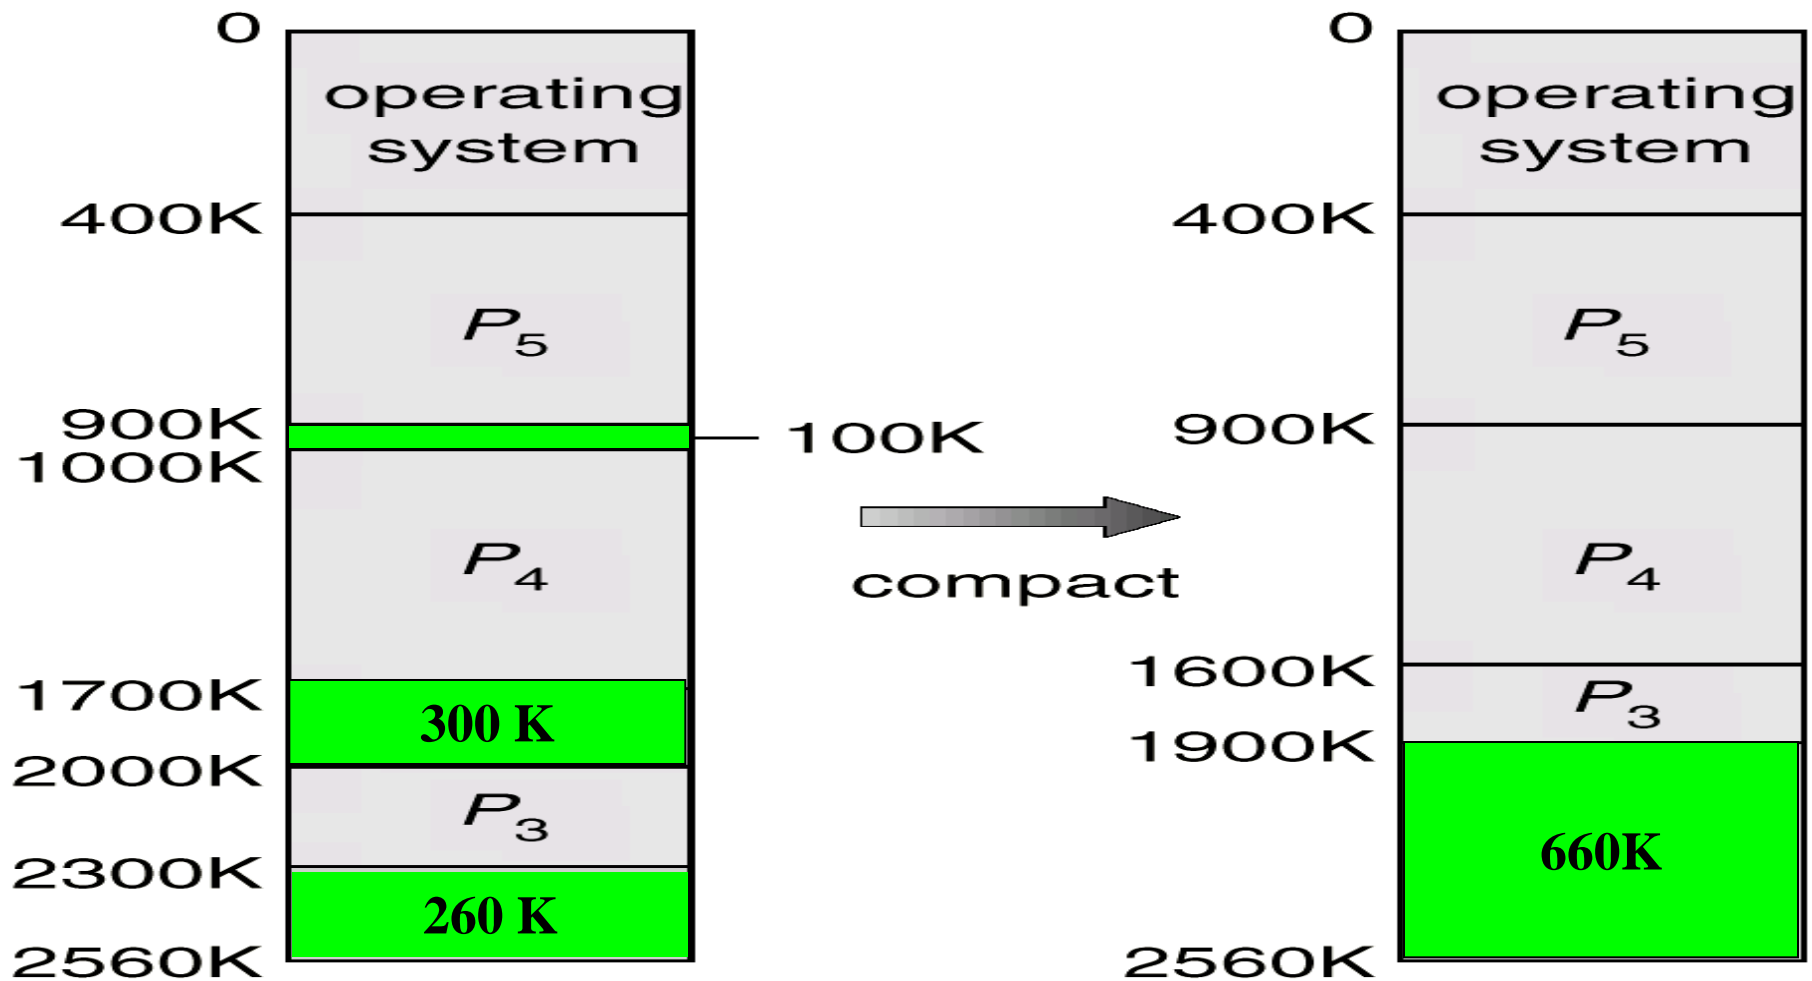 0
operating
system
400K
P5
900K
100K
1000K
P4
1700K
300 K
2000K
P3
2300K
260 K
2560K
compact
0
operating
system
400K
P5
900K
P4
1600K
P3
1900K
660K
2560K